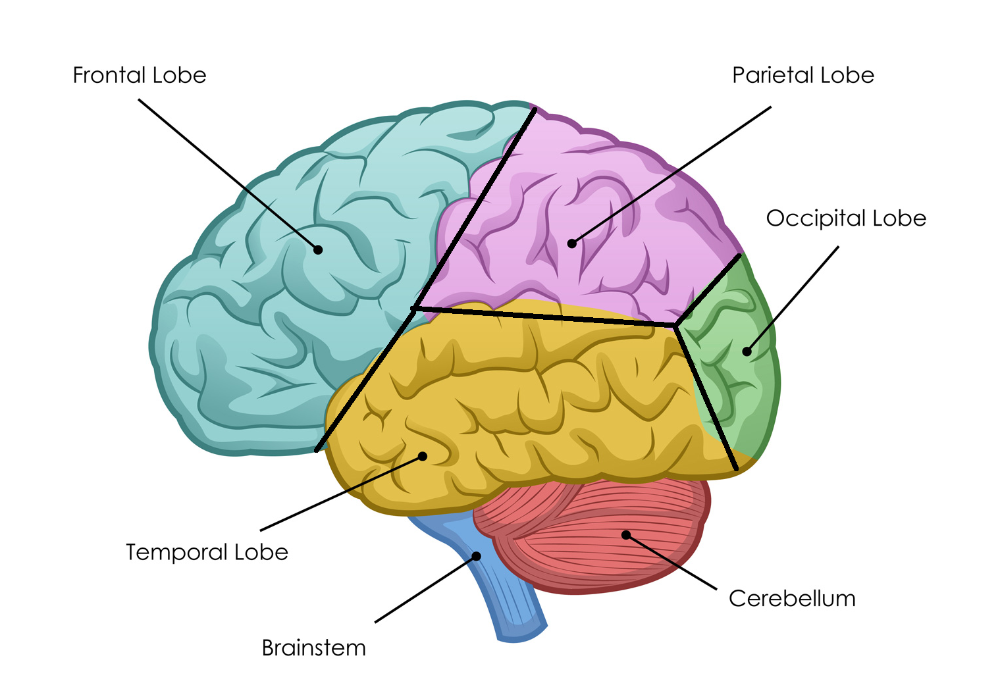 Frontal Lobe
Parietal Lobe
Occipital Lobe
Temporal Lobe
Cerebellum
Brainstem